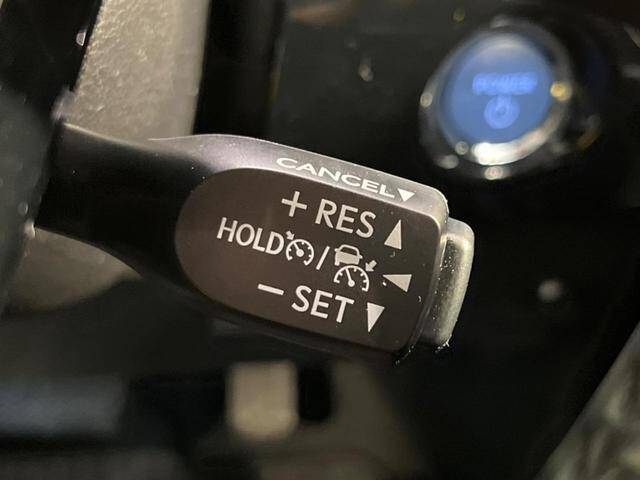 CANCEL▼
+ RES ▲
HOLD / ◀
− SET ▼
POWER